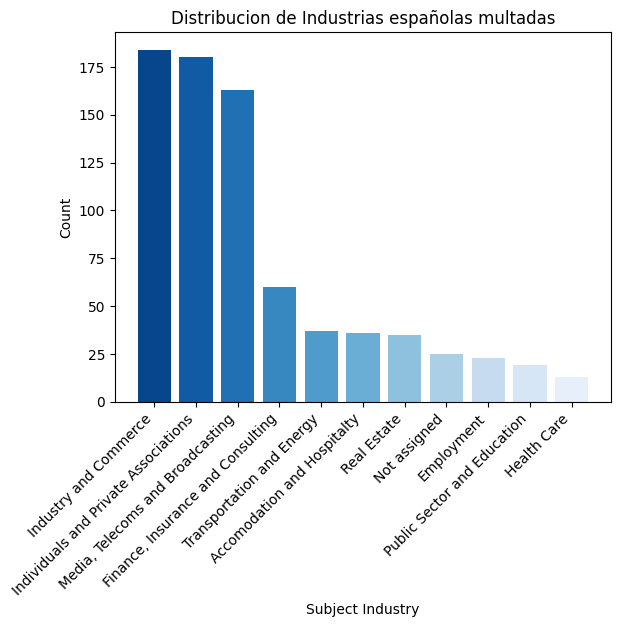 Distribucion de Industrias españolas multadas
175
150
125
100
75
50
25
0
Count
Industry and Commerce
Individuals and Private Associations
Media, Telecoms and Broadcasting
Finance, Insurance and Consulting
Transportation and Energy
Accomodation and Hospitalty
Real Estate
Not assigned
Employment
Public Sector and Education
Health Care
Subject Industry